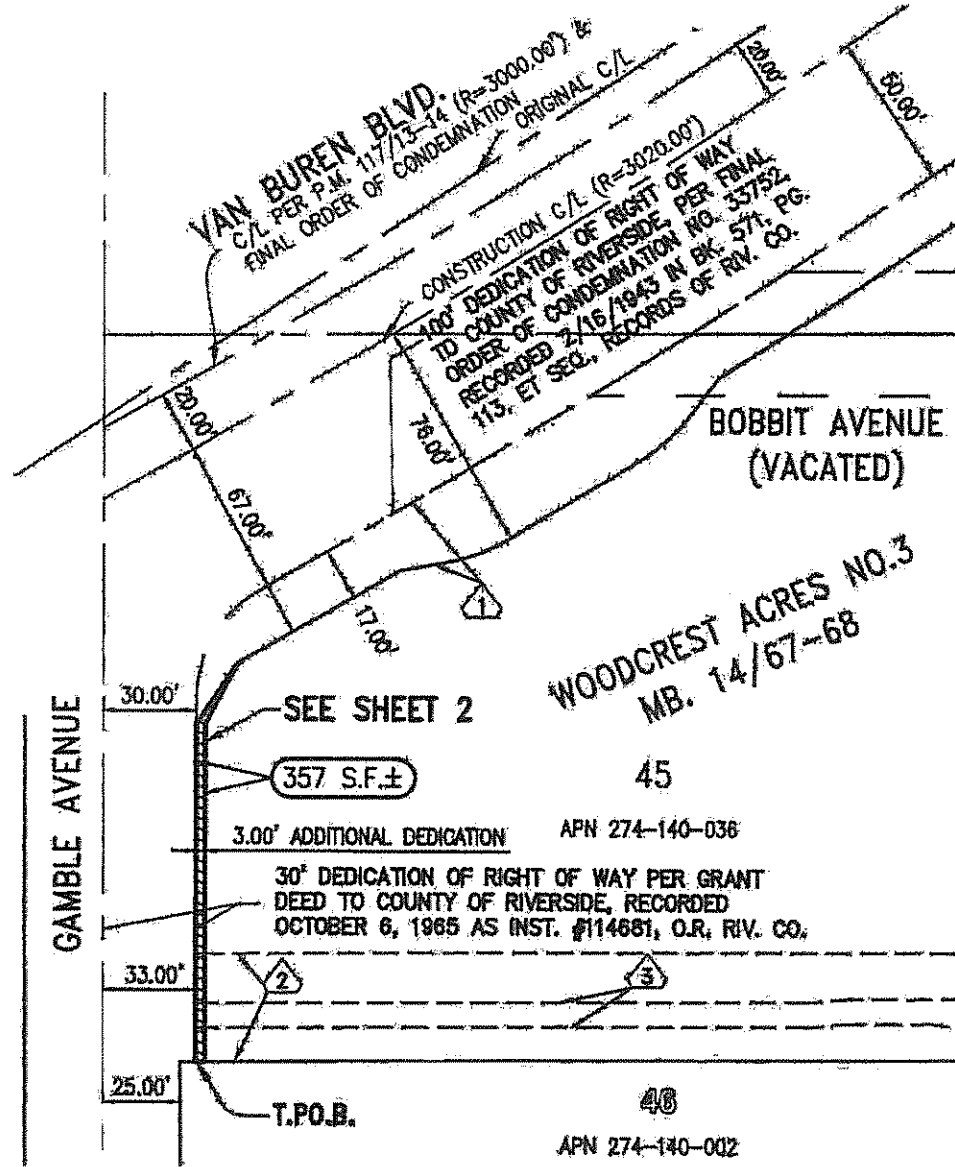 VAN BUREN BLVD.
C/L PER P.M. 117/13-14 (R=3000.00') &
FINAL ORDER OF CONDEMNATION
ORIGINAL C/L
20.00'
50.00'
CONSTRUCTION C/L (R=3020.00')
100' DEDICATION OF RIGHT OF WAY
TO COUNTY OF RIVERSIDE, PER FINAL
ORDER OF CONDEMNATION NO. 33752,
RECORDED 2/16/1943 IN BK. 571, PG.
113, ET SEQ., RECORDS OF RIV. CO.
20.00'
67.00'
76.00'
17.00'
1
BOBBIT AVENUE
(VACATED)
WOODCREST ACRES NO.3
MB. 14/67-68
GAMBLE AVENUE
30.00'
SEE SHEET 2
357 S.F.±
45
APN 274-140-036
3.00' ADDITIONAL DEDICATION
30' DEDICATION OF RIGHT OF WAY PER GRANT
DEED TO COUNTY OF RIVERSIDE, RECORDED
OCTOBER 6, 1965 AS INST. #114681, O.R. RIV. CO.
33.00'
2
3
25.00'
T.P.O.B.
46
APN 274-140-002